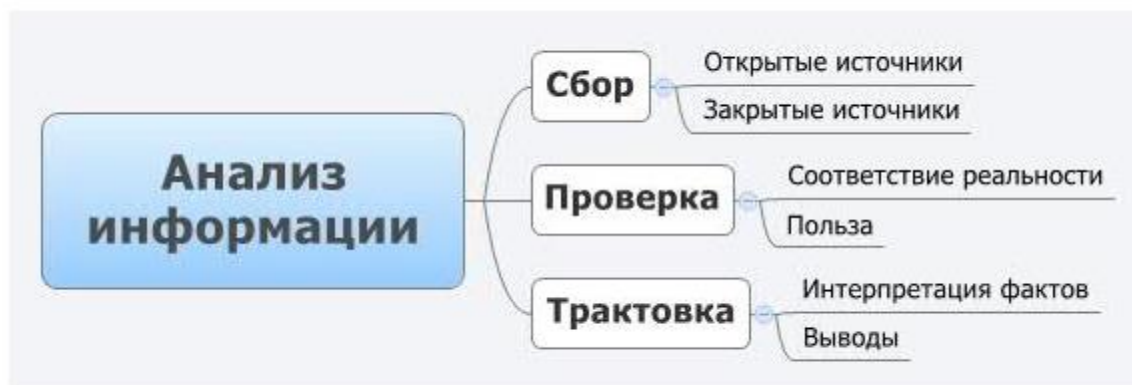 Анализ
информации
Сбор
Открытые источники
Закрытые источники
Проверка
Соответствие реальности
Польза
Трактовка
Интерпретация фактов
Выводы